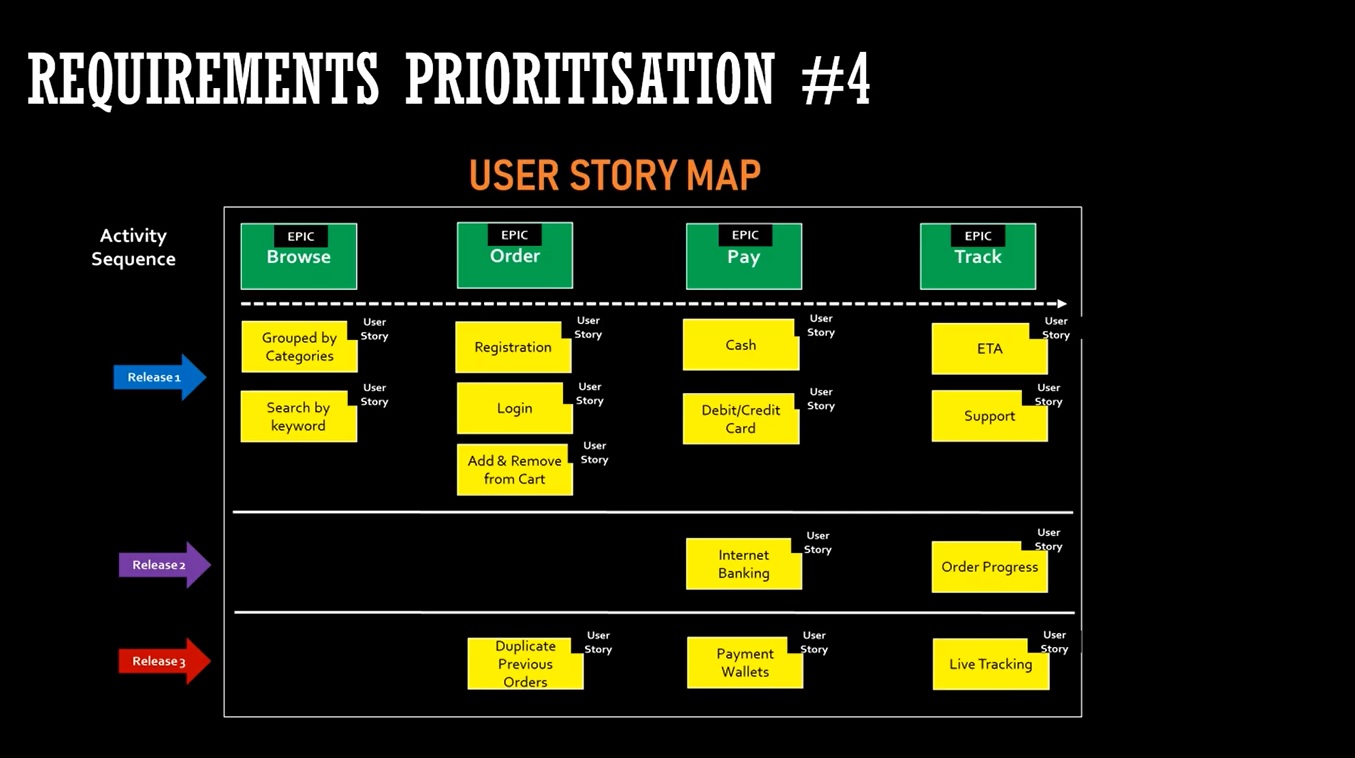 REQUIREMENTS PRIORITISATION #4
USER STORY MAP
Activity
Sequence
EPIC
Browse
EPIC
Order
EPIC
Pay
EPIC
Track
Release 1
Grouped by
Categories
User
Story
Registration
User
Story
Cash
User
Story
ETA
User
Story
Search by
keyword
User
Story
Login
User
Story
Debit/Credit
Card
User
Story
Support
User
Story
Add & Remove
from Cart
User
Story
Release 2
Internet
Banking
User
Story
Order Progress
User
Story
Release 3
Duplicate
Previous
Orders
User
Story
Payment
Wallets
User
Story
Live Tracking
User
Story